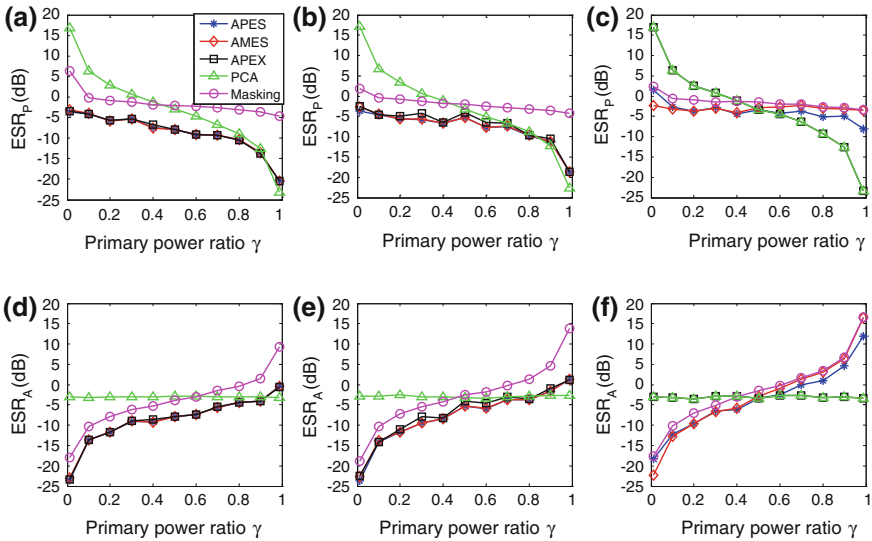 (a) (b) (c)
20 20 20
15 15 15
10 10 10
5 5 5
0 0 0
-5 -5 -5
-10 -10 -10
-15 -15 -15
-20 -20 -20
-25 -25 -25
ESRP (dB) ESRP (dB) ESRP (dB)
APES
AMES
APEX
PCA
Masking
0 0.2 0.4 0.6 0.8 1 0 0.2 0.4 0.6 0.8 1 0 0.2 0.4 0.6 0.8 1
Primary power ratio γ Primary power ratio γ Primary power ratio γ
(d) (e) (f)
20 20 20
15 15 15
10 10 10
5 5 5
0 0 0
-5 -5 -5
-10 -10 -10
-15 -15 -15
-20 -20 -20
-25 -25 -25
ESRA (dB) ESRA (dB) ESRA (dB)
0 0.2 0.4 0.6 0.8 1 0 0.2 0.4 0.6 0.8 1 0 0.2 0.4 0.6 0.8 1
Primary power ratio γ Primary power ratio γ Primary power ratio γ